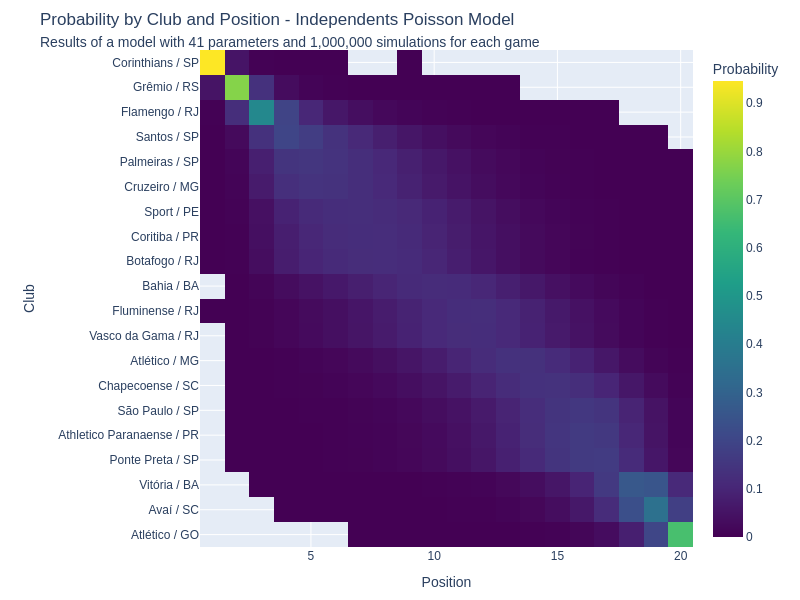 Probability by Club and Position - Independents Poisson Model
Results of a model with 41 parameters and 1,000,000 simulations for each game
Probability
Corinthians / SP
Grêmio / RS
Flamengo / RJ
Santos / SP
Palmeiras / SP
Cruzeiro / MG
Sport / PE
Coritiba / PR
Botafogo / RJ
Bahia / BA
Fluminense / RJ
Vasco da Gama / RJ
Atlético / MG
Chapecoense / SC
São Paulo / SP
Athletico Paranaense / PR
Ponte Preta / SP
Vitória / BA
Avaí / SC
Atlético / GO
Club
0.9
0.8
0.7
0.6
0.5
0.4
0.3
0.2
0.1
0
5
10
15
20
Position